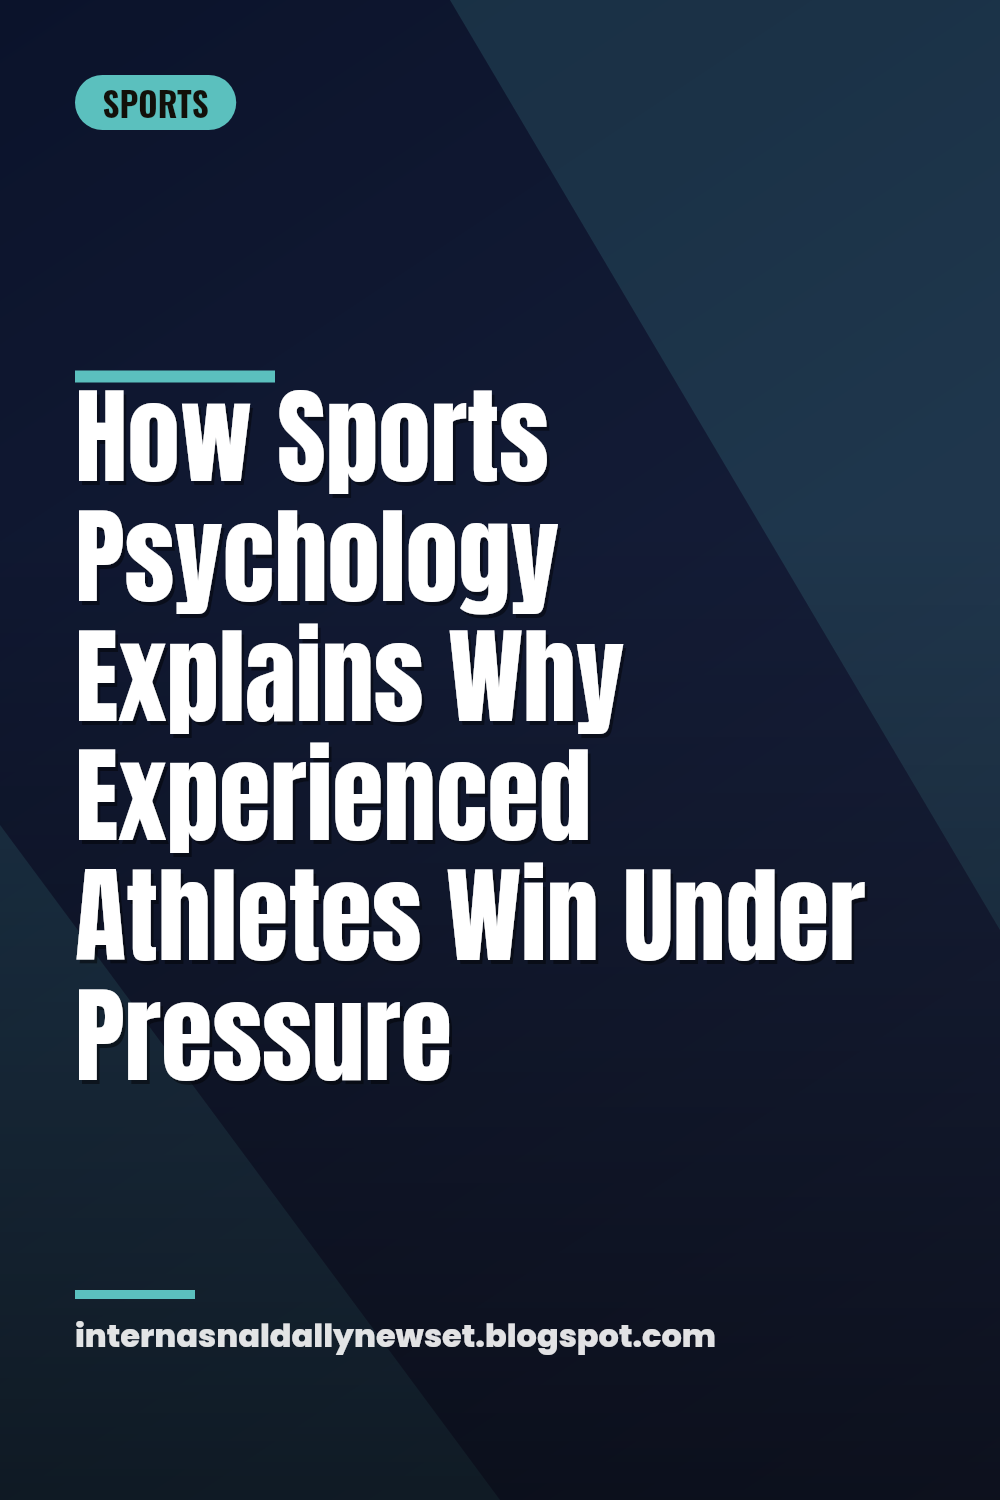 SPORTS
How Sports
Psychology
Explains Why
Experienced
Athletes Win Under
Pressure
internasnaldallynewset.blogspot.com